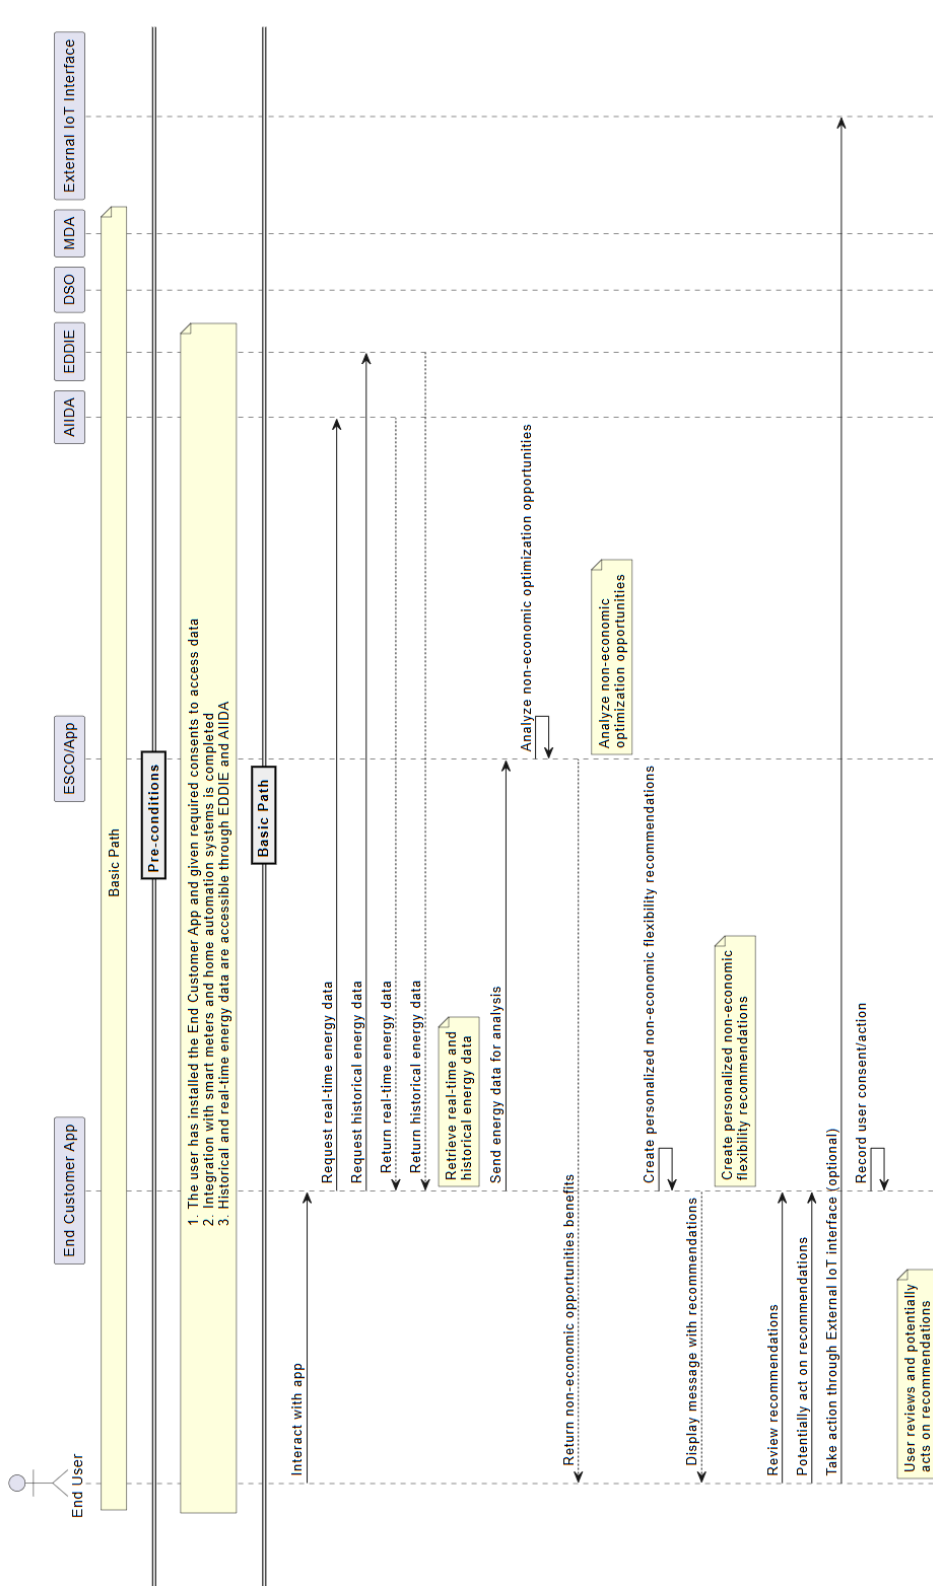 End User
End Customer App
ESCO/App
AIIDA
EDDIE
DSO
MDA
External IoT Interface
Basic Path
Pre-conditions
1. The user has installed the End Customer App and given required consents to access data
2. Integration with smart meters and home automation systems is completed
3. Historical and real-time energy data are accessible through EDDIE and AIIDA
Basic Path
Interact with app
Request real-time energy data
Request historical energy data
Return real-time energy data
Return historical energy data
Retrieve real-time and
historical energy data
Send energy data for analysis
Analyze non-economic optimization opportunities
Return non-economic opportunities benefits
Analyze non-economic
optimization opportunities
Create personalized non-economic flexibility recommendations
Display message with recommendations
Create personalized non-economic
flexibility recommendations
Review recommendations
Potentially act on recommendations
Take action through External IoT interface (optional)
Record user consent/action
User reviews and potentially
acts on recommendations